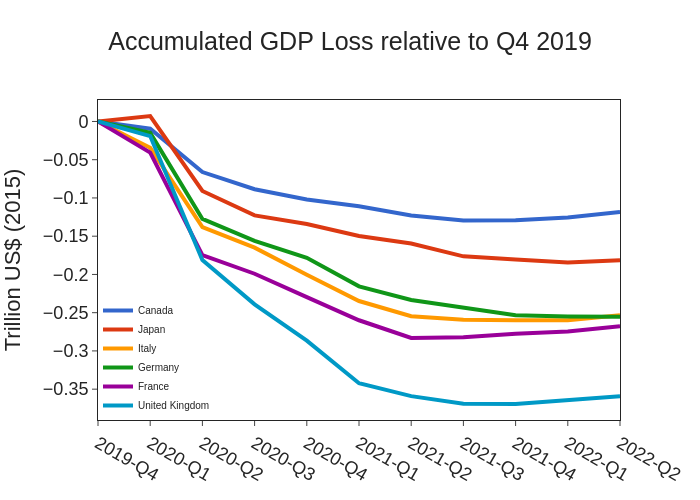 Accumulated GDP Loss relative to Q4 2019
Trillion US$ (2015)
0
−0.05
−0.1
−0.15
−0.2
−0.25
−0.3
−0.35
Canada
Japan
Italy
Germany
France
United Kingdom
2019-Q4
2020-Q1
2020-Q2
2020-Q3
2020-Q4
2021-Q1
2021-Q2
2021-Q3
2021-Q4
2022-Q1
2022-Q2